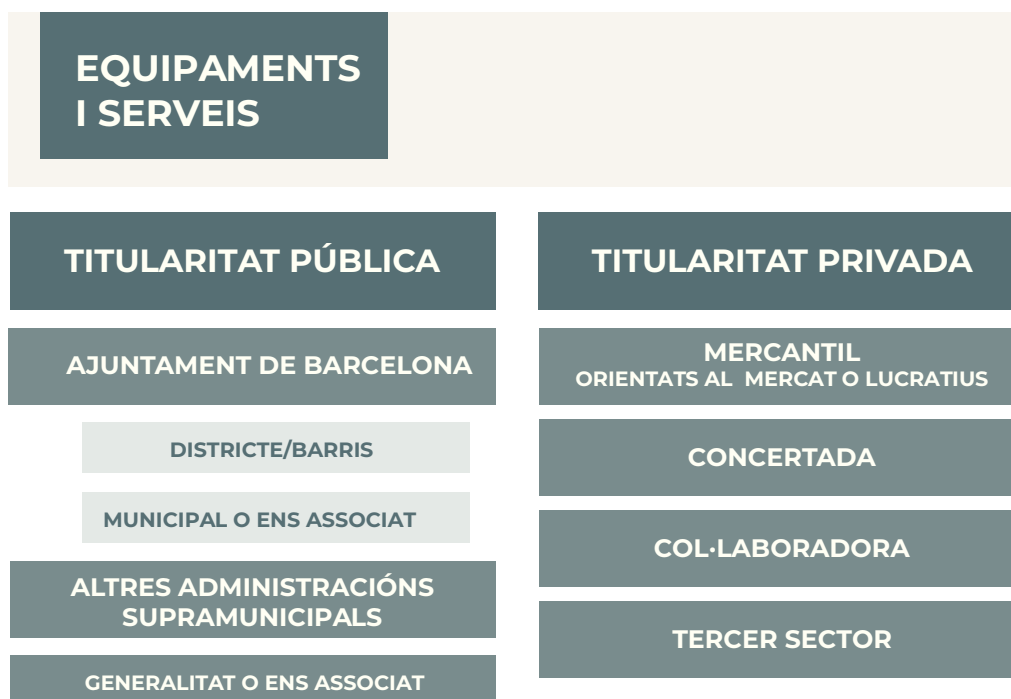 EQUIPAMENTS
I SERVEIS
TITULARITAT PÚBLICA
AJUNTAMENT DE BARCELONA
DISTRICTE/BARRIS
MUNICIPAL O ENS ASSOCIAT
ALTRES ADMINISTRACIÓNS
SUPRAMUNICIPALS
GENERALITAT O ENS ASSOCIAT
TITULARITAT PRIVADA
MERCANTIL
ORIENTATS AL  MERCAT O LUCRATIUS
CONCERTADA
COL·LABORADORA
TERCER SECTOR